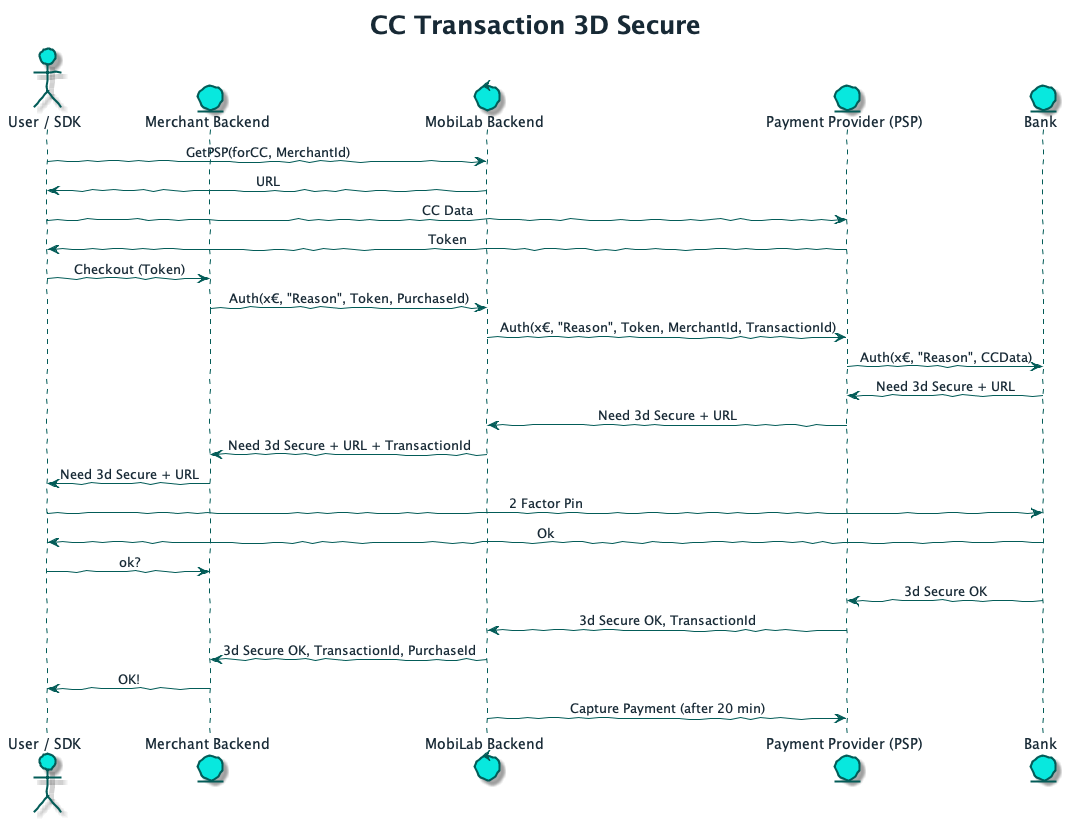 CC Transaction 3D Secure
User / SDK
Merchant Backend
MobiLab Backend
Payment Provider (PSP)
Bank
GetPSP(forCC, MerchantId)
URL
CC Data
Token
Checkout (Token)
Auth(x€, "Reason", Token, PurchaseId)
Auth(x€, "Reason", Token, MerchantId, TransactionId)
Auth(x€, "Reason", CCData)
Need 3d Secure + URL
Need 3d Secure + URL
Need 3d Secure + URL + TransactionId
Need 3d Secure + URL
2 Factor Pin
Ok
ok?
3d Secure OK
3d Secure OK, TransactionId
3d Secure OK, TransactionId, PurchaseId
OK!
Capture Payment (after 20 min)
User / SDK
Merchant Backend
MobiLab Backend
Payment Provider (PSP)
Bank